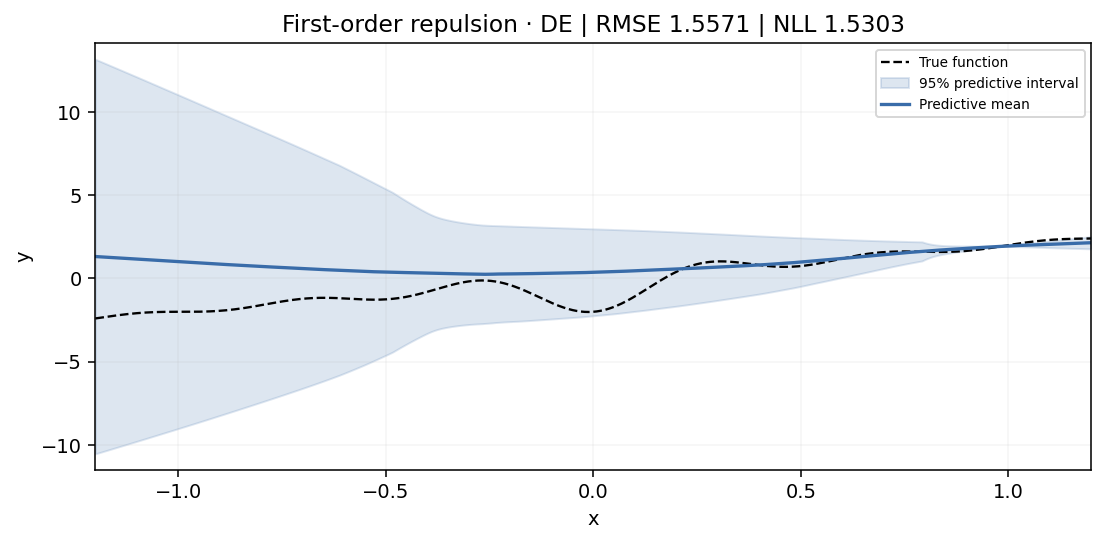 First-order repulsion · DE | RMSE 1.5571 | NLL 1.5303
True function
95% predictive interval
Predictive mean
y
10
5
0
−5
−10
−1.0
−0.5
0.0
0.5
1.0
x